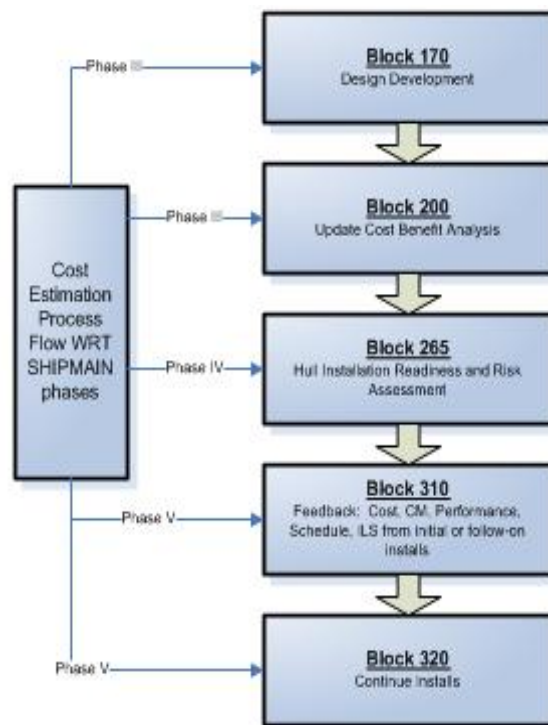 Block 170
Design Development
Phase III
Block 200
Update Cost Benefit Analysis
Phase III
Cost
Estimation
Process
Flow WRT
SHIPMAIN
phases
Block 265
Hull Installation Readiness and Risk
Assessment
Phase IV
Block 310
Feedback: Cost, CM, Performance,
Schedule, ILS from initial or follow-on
installs
Phase V
Block 320
Continue Installs
Phase V